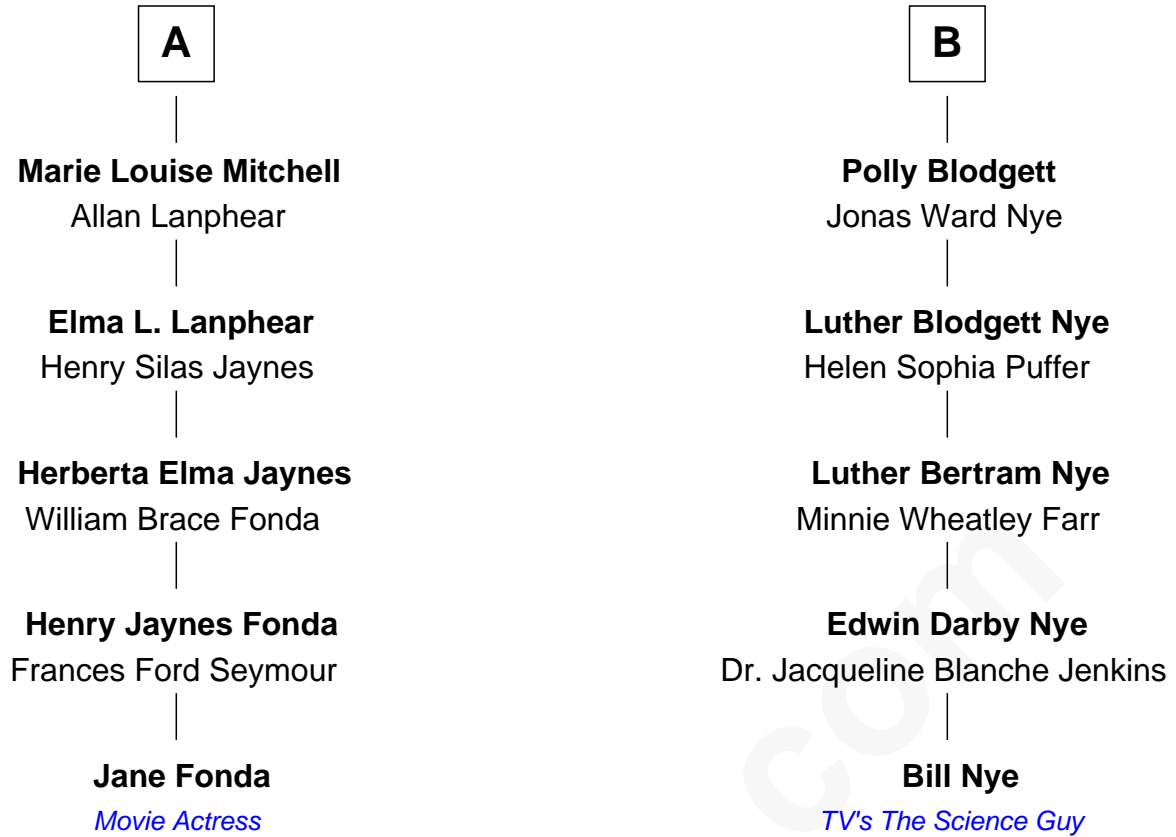 A
Marie Louise Mitchell
Allan Lanphear
Elma L. Lanphear
Henry Silas Jaynes
Herberta Elma Jaynes
William Brace Fonda
Henry Jaynes Fonda
Frances Ford Seymour
Jane Fonda
Movie Actress
B
Polly Blodgett
Jonas Ward Nye
Luther Blodgett Nye
Helen Sophia Puffer
Luther Bertram Nye
Minnie Wheatley Farr
Edwin Darby Nye
Dr. Jacqueline Blanche Jenkins
Bill Nye
TV's The Science Guy
com